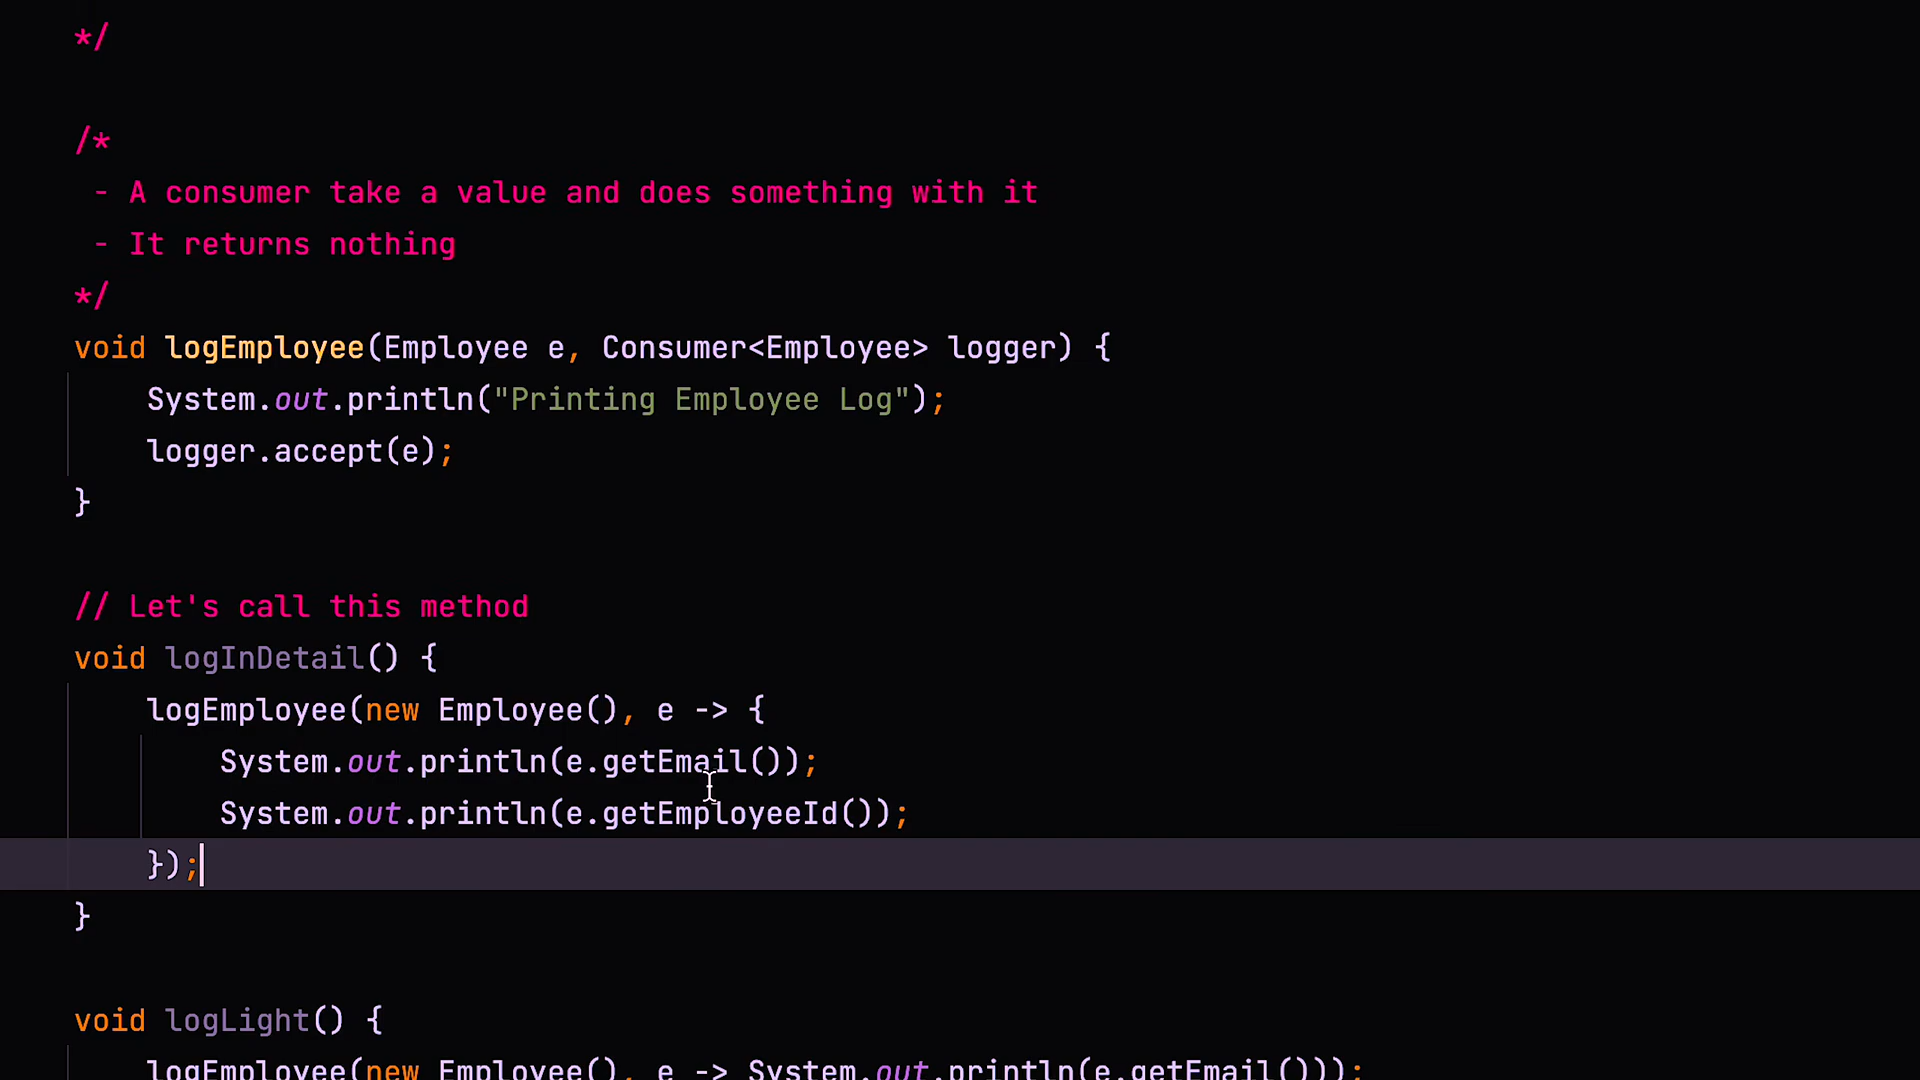 */
/*
- A consumer take a value and does something with it
- It returns nothing
*/
void logEmployee(Employee e, Consumer<Employee> logger) {
System.out.println("Printing Employee Log");
logger.accept(e);
}
// Let's call this method
void logInDetail() {
logEmployee(new Employee(), e -> {
System.out.println(e.getEmail());
System.out.println(e.getEmployeeId());
});
}
void logLight() {
logEmployee(new Employee(), e -> System.out.println(e.getEmail()));